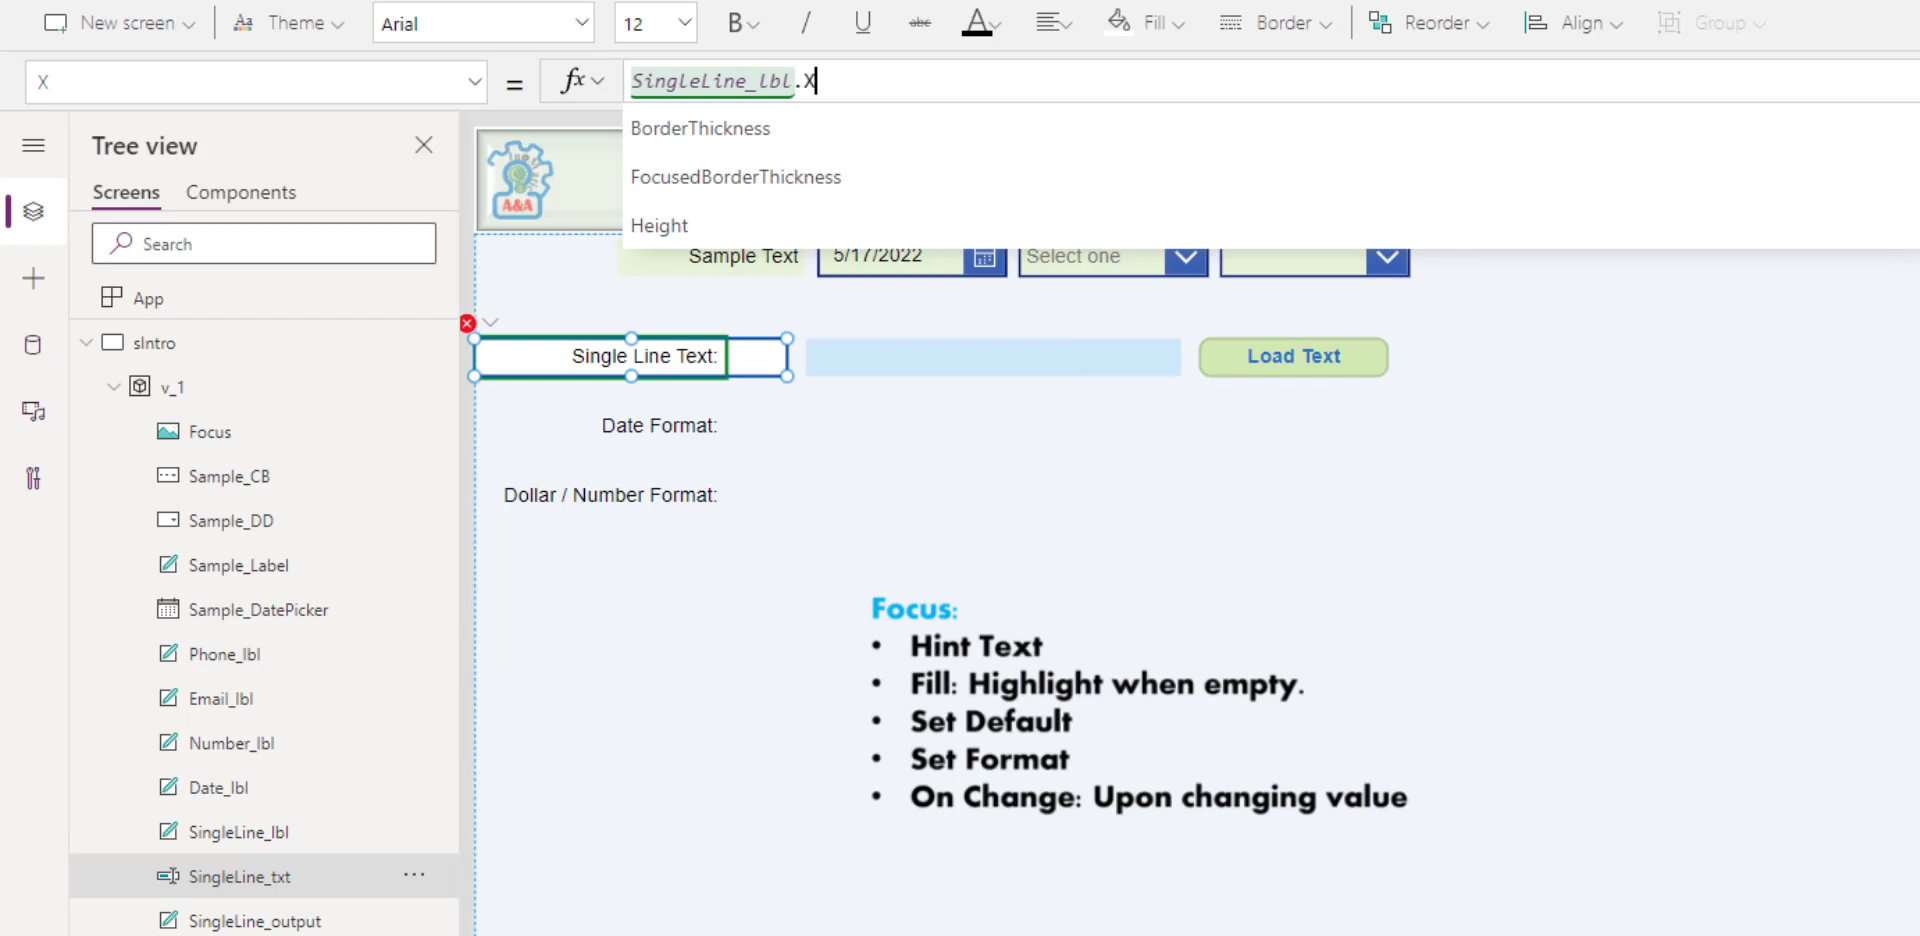 New screen Theme Arial 12 B / U abc A Fill Border Reorder Align Group
X = fx SingleLine_lbl.X
BorderThickness
FocusedBorderThickness
Height
Tree view
Screens Components
Search
App
sIntro
v_1
Focus
Sample_CB
Sample_DD
Sample_Label
Sample_DatePicker
Phone_lbl
Email_lbl
Number_lbl
Date_lbl
SingleLine_lbl
SingleLine_txt ...
SingleLine_output
A&A
Sample Text 5/17/2022 Select one
Single Line Text: Load Text
Date Format:
Dollar / Number Format:
Focus:
• Hint Text
• Fill: Highlight when empty.
• Set Default
• Set Format
• On Change: Upon changing value